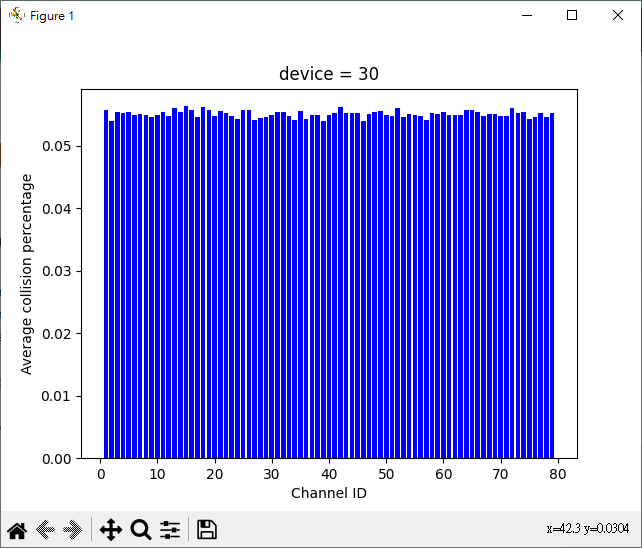 Figure 1
device = 30
Average collision percentage
0.05
0.04
0.03
0.02
0.01
0.00
0 10 20 30 40 50 60 70 80
Channel ID
x=42.3 y=0.0304